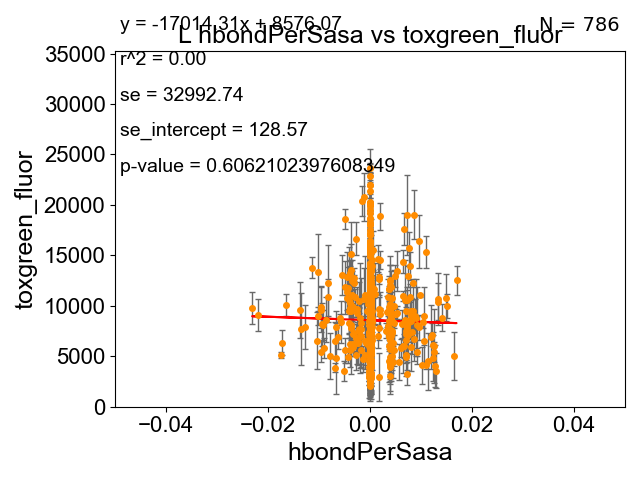 y = -17014.31x + 8576.07
N = 786
L hbondPerSasa vs toxgreen_fluor
r^2 = 0.00
se = 32992.74
se_intercept = 128.57
p-value = 0.6062102397608349
35000
30000
25000
20000
15000
10000
5000
0
toxgreen_fluor
−0.04
−0.02
0.00
0.02
0.04
hbondPerSasa